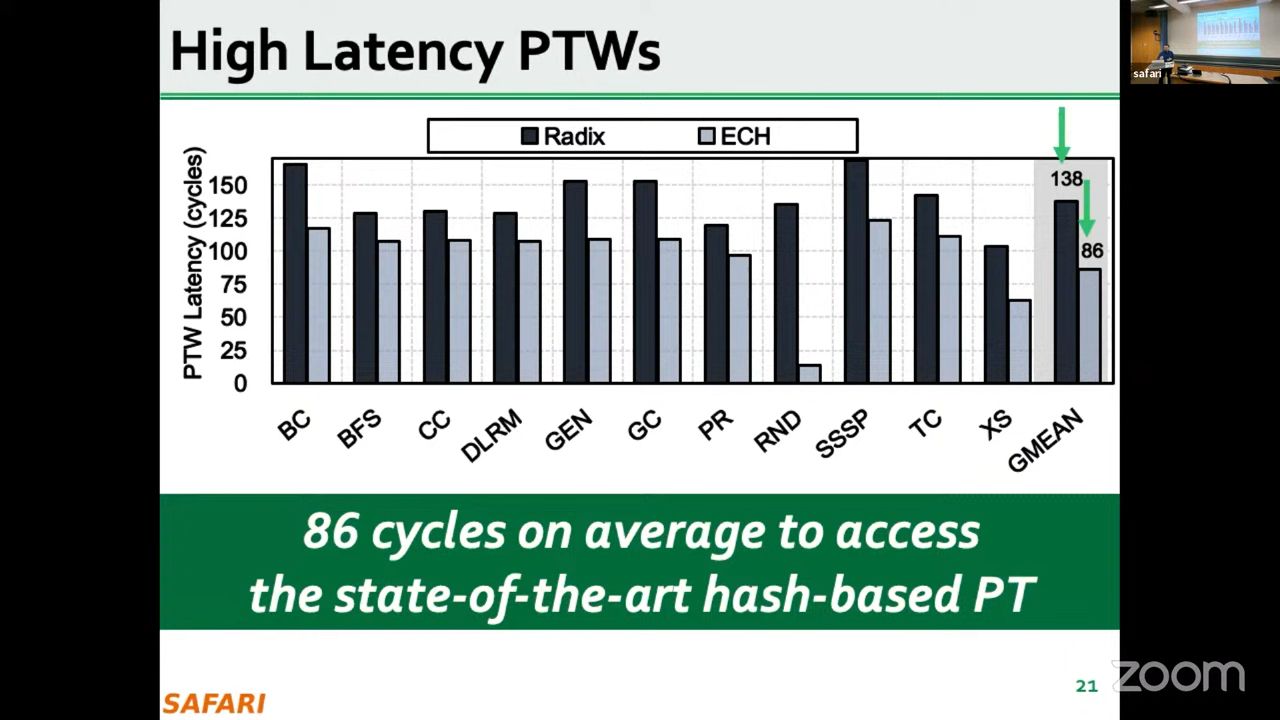 High Latency PTWs
safari
Radix
ECH
PTW Latency (cycles)
150
125
100
75
50
25
0
138
86
BC
BFS
CC
DLRM
GEN
GC
PR
RND
SSSP
TC
XS
GMEAN
86 cycles on average to access
the state-of-the-art hash-based PT
SAFARI
21
zoom